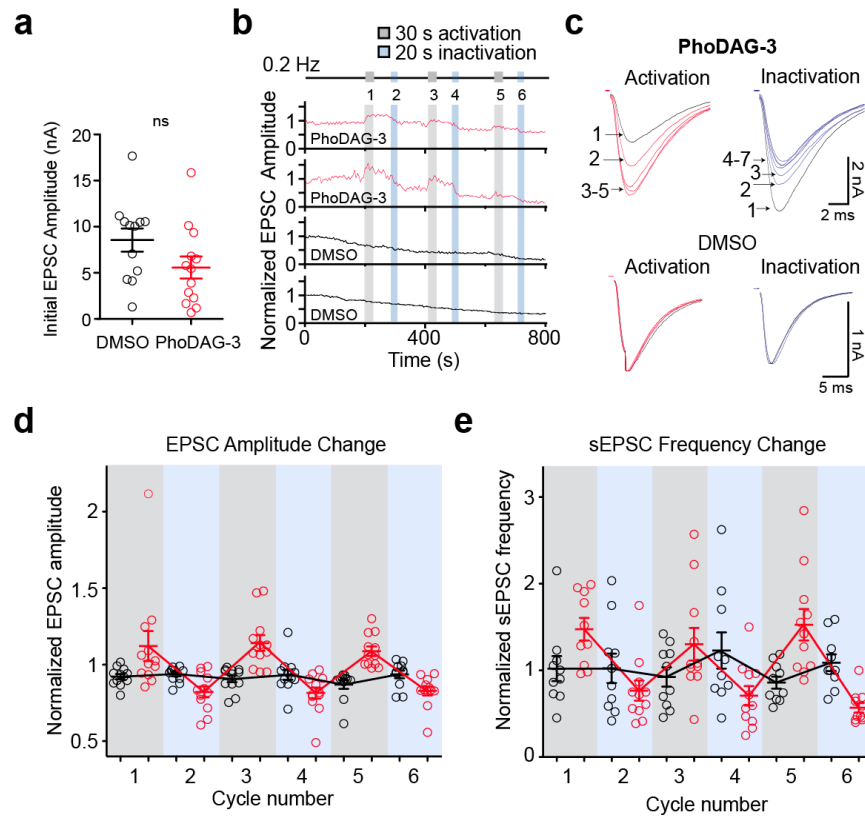 a
ns
Initial EPSC Amplitude (nA)
20
15
10
5
0
DMSO PhoDAG-3
b
30 s activation
20 s inactivation
0.2 Hz
1 2 3 4 5 6
Normalized EPSC Amplitude
1
0
PhoDAG-3
1
0
PhoDAG-3
1
0
DMSO
1
0
DMSO
0 400 800
Time (s)
c
PhoDAG-3
Activation Inactivation
1
2
3-5
4-7
3
2
1
2 nA
2 ms
DMSO
Activation Inactivation
1 nA
5 ms
d
EPSC Amplitude Change
Normalized EPSC amplitude
2
1.5
1
0.5
1 2 3 4 5 6
Cycle number
e
sEPSC Frequency Change
Normalized sEPSC frequency
3
2
1
0
1 2 3 4 5 6
Cycle number